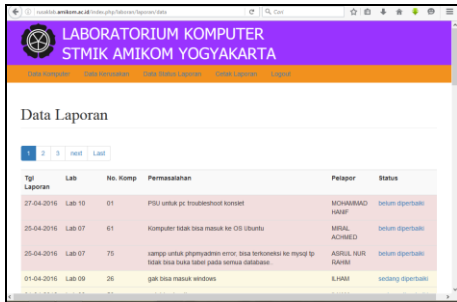 rusaklab.amikom.ac.id/index.php/laboran/laporan/data
Cari
LABORATORIUM KOMPUTER
STMIK AMIKOM YOGYAKARTA
Data Komputer Data Kerusakan Data Status Laporan Cetak Laporan Logout
Data Laporan
1 2 3 next Last
Tgl Laporan Lab No. Komp Permasalahan Pelapor Status
27-04-2016 Lab 10 01 PSU untuk pc troubleshoot konslet MOHAMMAD HANIF belum diperbaiki
25-04-2016 Lab 07 61 Komputer tidak bisa masuk ke OS Ubuntu MIRAL ACHMED belum diperbaiki
25-04-2016 Lab 07 75 xampp untuk phpmyadmin error, bisa terkoneksi ke mysql tp
tidak bisa buka tabel pada semua database. ASRUL NUR RAHIM belum diperbaiki
01-04-2016 Lab 09 26 gak bisa masuk windows ILHAM sedang diperbaiki